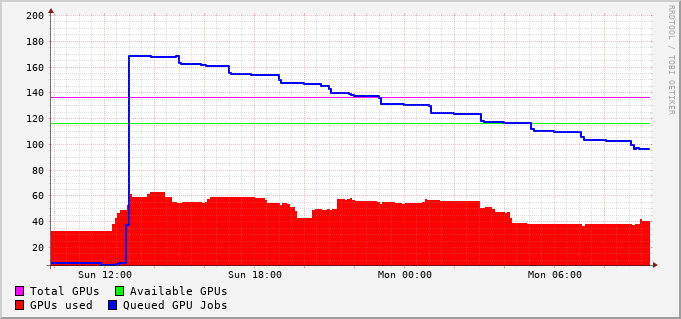 200
180
160
140
120
100
80
60
40
20
Sun 12:00 Sun 18:00 Mon 00:00 Mon 06:00
Total GPUs Available GPUs
GPUs used Queued GPU Jobs
RRDTOOL / TOBI OETIKER